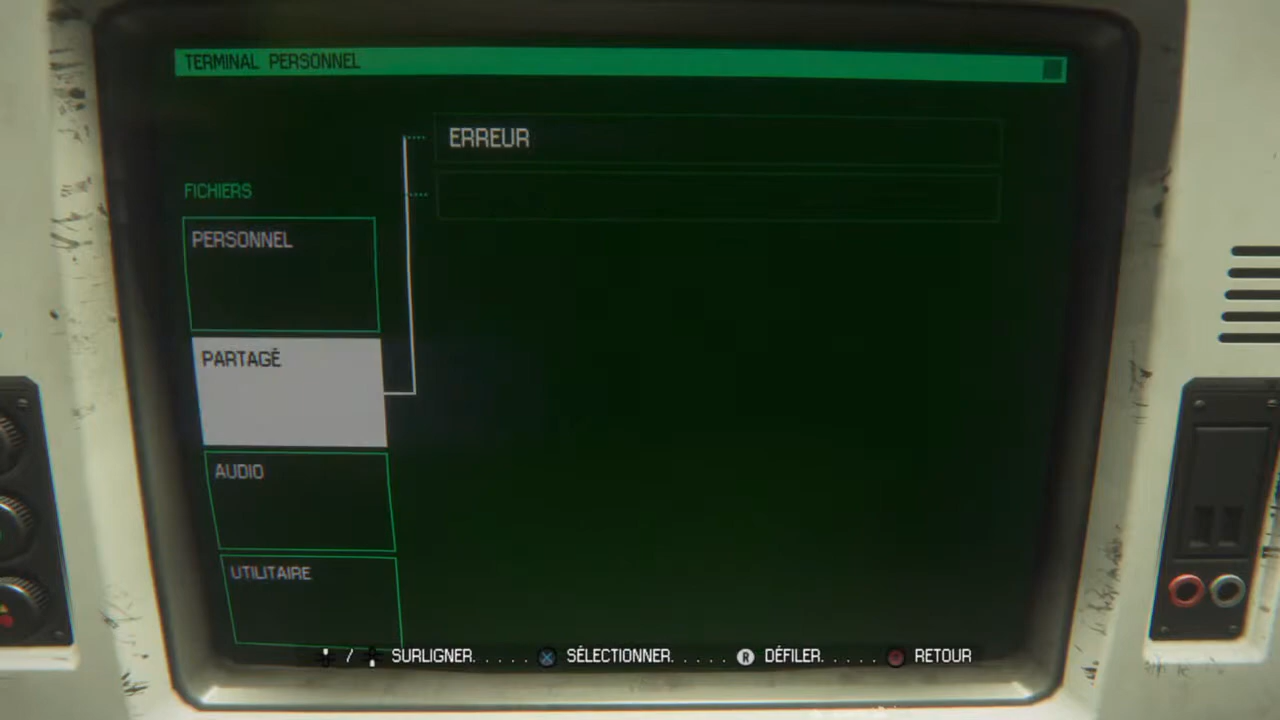 TERMINAL PERSONNEL
ERREUR
FICHIERS
PERSONNEL
PARTAGÉ
AUDIO
UTILITAIRE
/ SURLIGNER. . . . . SÉLECTIONNER. . . . . R DÉFILER. . . . . RETOUR